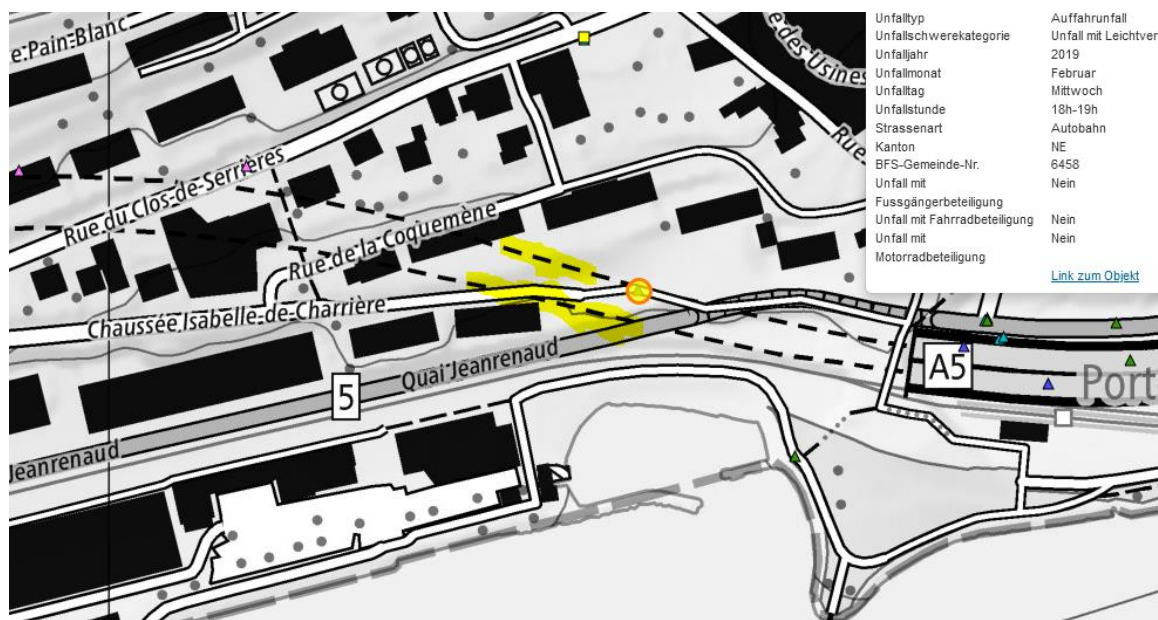 e Pain-Blanc
e des Usines
Rue
Rue du Clos-de-Serrières
Rue de la Coquemène
Chaussée Isabelle-de-Charrière
Quai Jeanrenaud
5
Jeanrenaud
A5
Port
Unfalltyp Auffahrunfall
Unfallschwerekategorie Unfall mit Leichtver
Unfalljahr 2019
Unfallmonat Februar
Unfalltag Mittwoch
Unfallstunde 18h-19h
Strassenart Autobahn
Kanton NE
BFS-Gemeinde-Nr. 6458
Unfall mit Nein
Fussgängerbeteiligung
Unfall mit Fahrradbeteiligung Nein
Unfall mit Nein
Motorradbeteiligung
Link zum Objekt